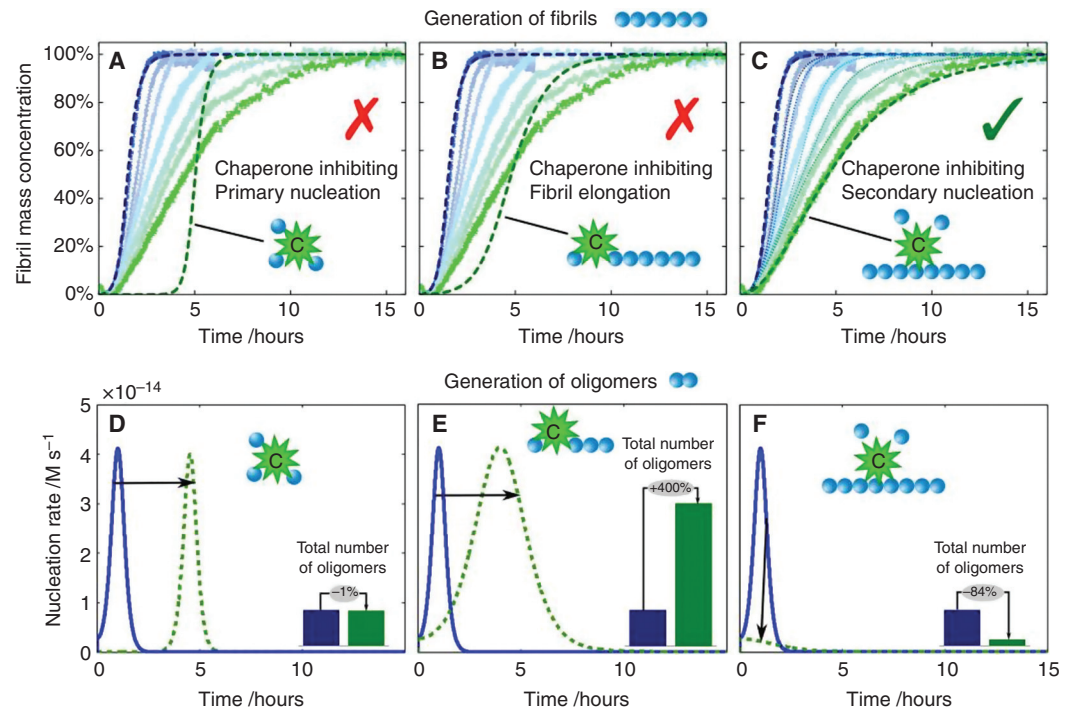 Generation of fibrils
Fibril mass concentration
100%
80%
60%
40%
20%
0%
A
✗
Chaperone inhibiting
Primary nucleation
C
0 5 10 15
Time /hours
B
✗
Chaperone inhibiting
Fibril elongation
C
0 5 10 15
Time /hours
C
✓
Chaperone inhibiting
Secondary nucleation
C
0 5 10 15
Time /hours
Generation of oligomers
×10⁻¹⁴
Nucleation rate /M s⁻¹
5
4
3
2
1
0
D
C
Total number
of oligomers
−1%
0 5 10
Time /hours
E
C
Total number
of oligomers
+400%
0 5 10
Time /hours
F
C
Total number
of oligomers
−84%
0 5 10 15
Time /hours